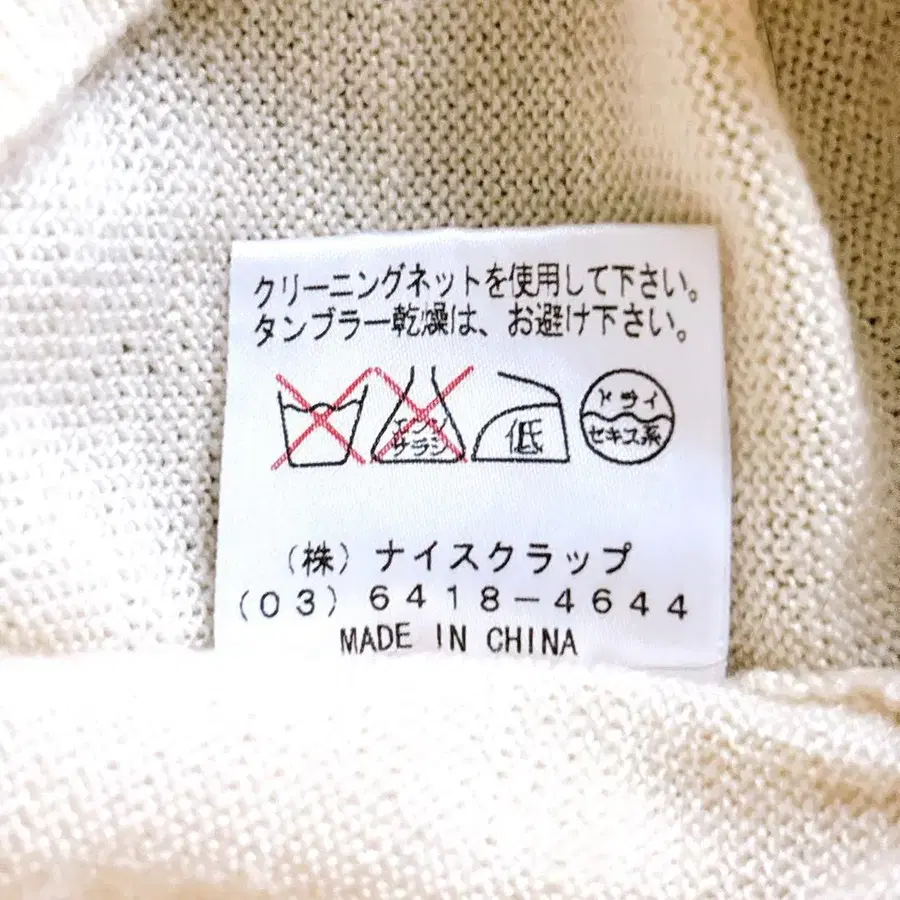 クリーニングネットを使用して下さい。
タンブラー乾燥は、お避け下さい。
エンソ
サラシ
低
ドライ
セキユ系
(株)ナイスクラップ
(03)6418-4644
MADE IN CHINA